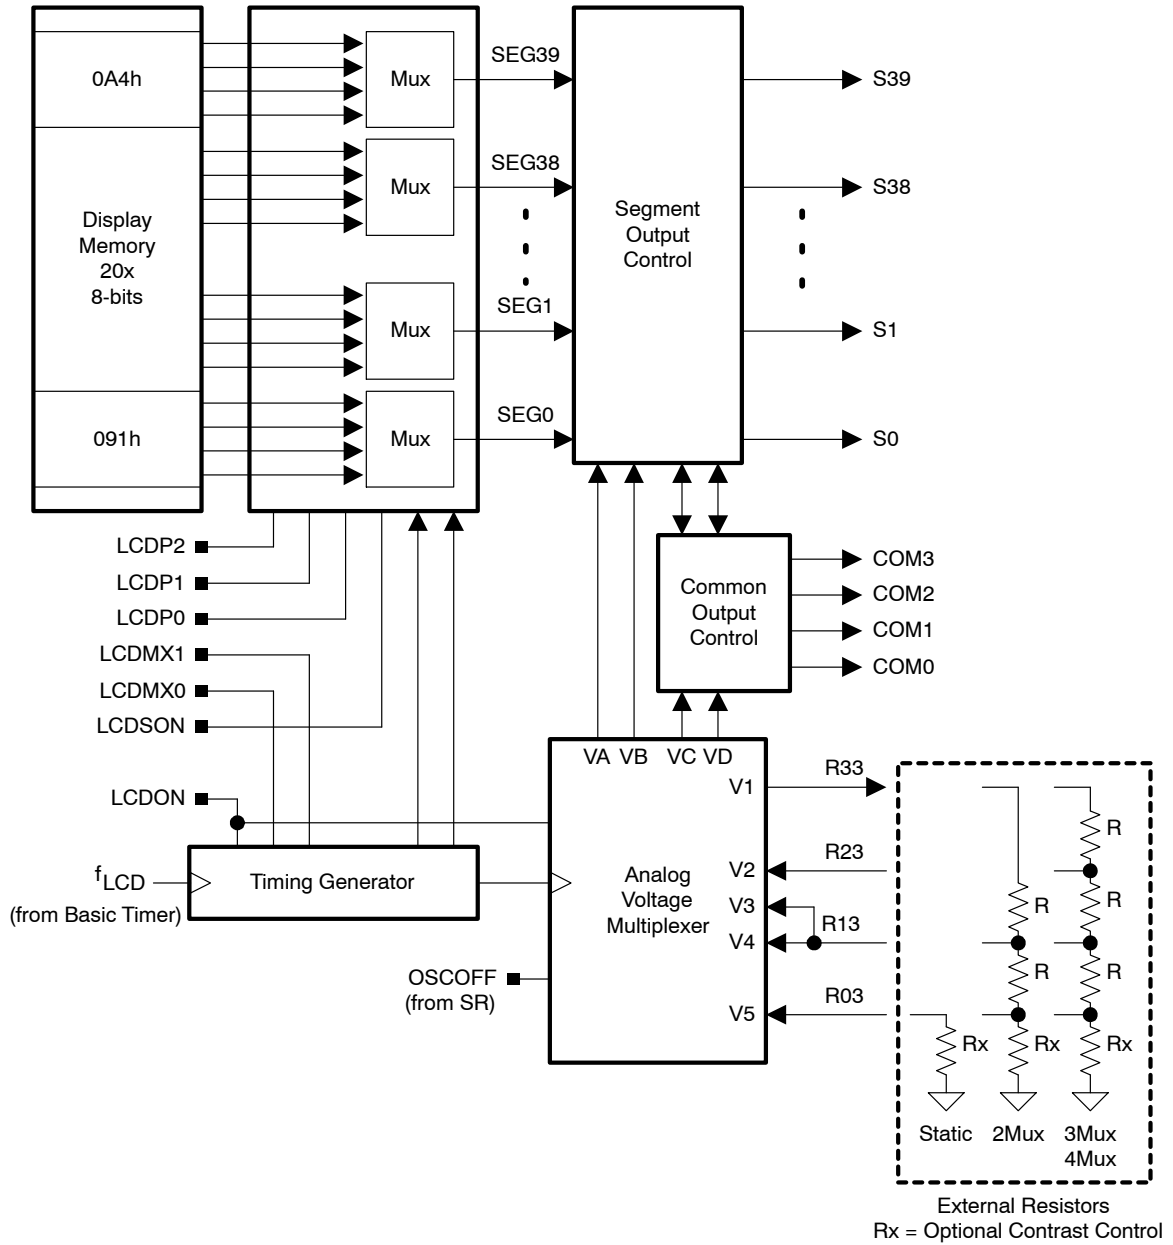 0A4h
Display
Memory
20x
8-bits
091h
Mux
Mux
Mux
Mux
SEG39
SEG38
SEG1
SEG0
Segment
Output
Control
S39
S38
S1
S0
LCDP2
LCDP1
LCDP0
LCDMX1
LCDMX0
LCDSON
LCDON
fLCD
(from Basic Timer)
Timing Generator
OSCOFF
(from SR)
Common
Output
Control
COM3
COM2
COM1
COM0
VA VB VC VD
V1
V2
V3
V4
V5
Analog
Voltage
Multiplexer
R33
R23
R13
R03
R
R
R
R
R
Rx
Rx
Rx
Static
2Mux
3Mux
4Mux
External Resistors
Rx = Optional Contrast Control